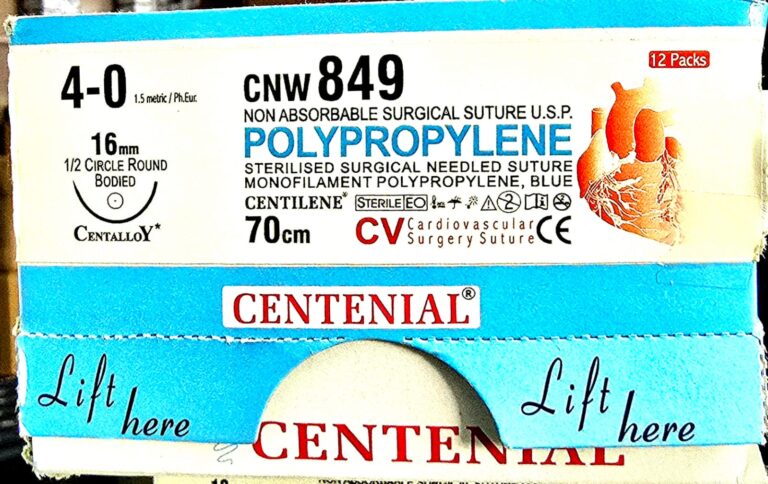 12 Packs
4-0 1.5 metric / Ph.Eur.
CNW 849
NON ABSORBABLE SURGICAL SUTURE U.S.P.
16mm
POLYPROPYLENE
1/2 CIRCLE ROUND
BODIED
STERILISED SURGICAL NEEDLED SUTURE
MONOFILAMENT POLYPROPYLENE, BLUE
CENTALLOY*
CENTILENE* STERILE EO
70cm
CV Cardiovascular
Surgery Suture CE
CENTENIAL®
Lift here
Lift here
CENTENIAL